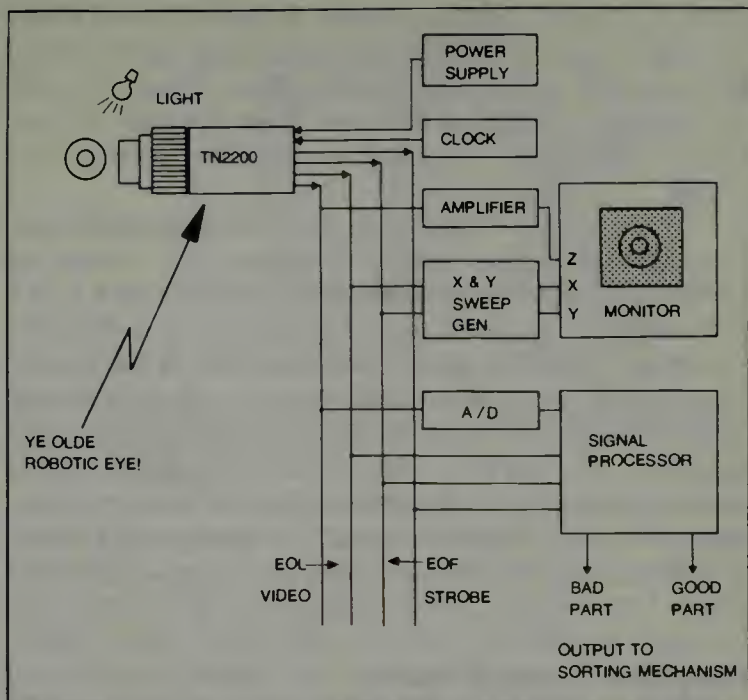 POWER
SUPPLY
LIGHT
TN2200
CLOCK
AMPLIFIER
Z
X & Y
SWEEP
GEN.
X
Y
MONITOR
A/D
YE OLDE
ROBOTIC EYE!
SIGNAL
PROCESSOR
EOL
EOF
VIDEO
STROBE
BAD
PART
GOOD
PART
OUTPUT TO
SORTING MECHANISM